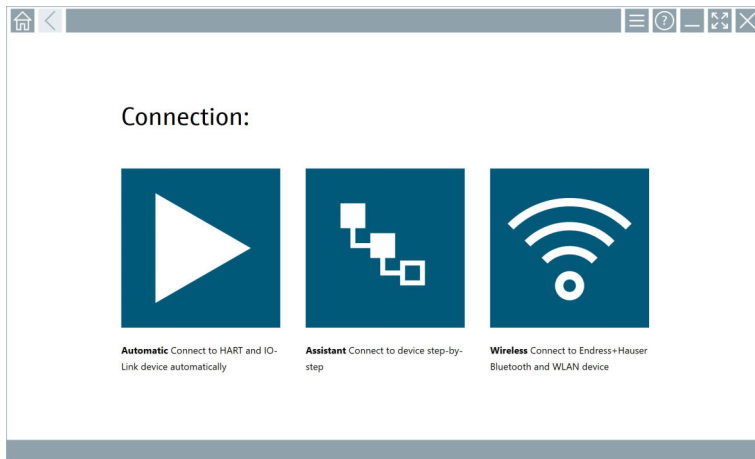 Connection:
Automatic Connect to HART and IO-
Link device automatically
Assistant Connect to device step-by-
step
Wireless Connect to Endress+Hauser
Bluetooth and WLAN device